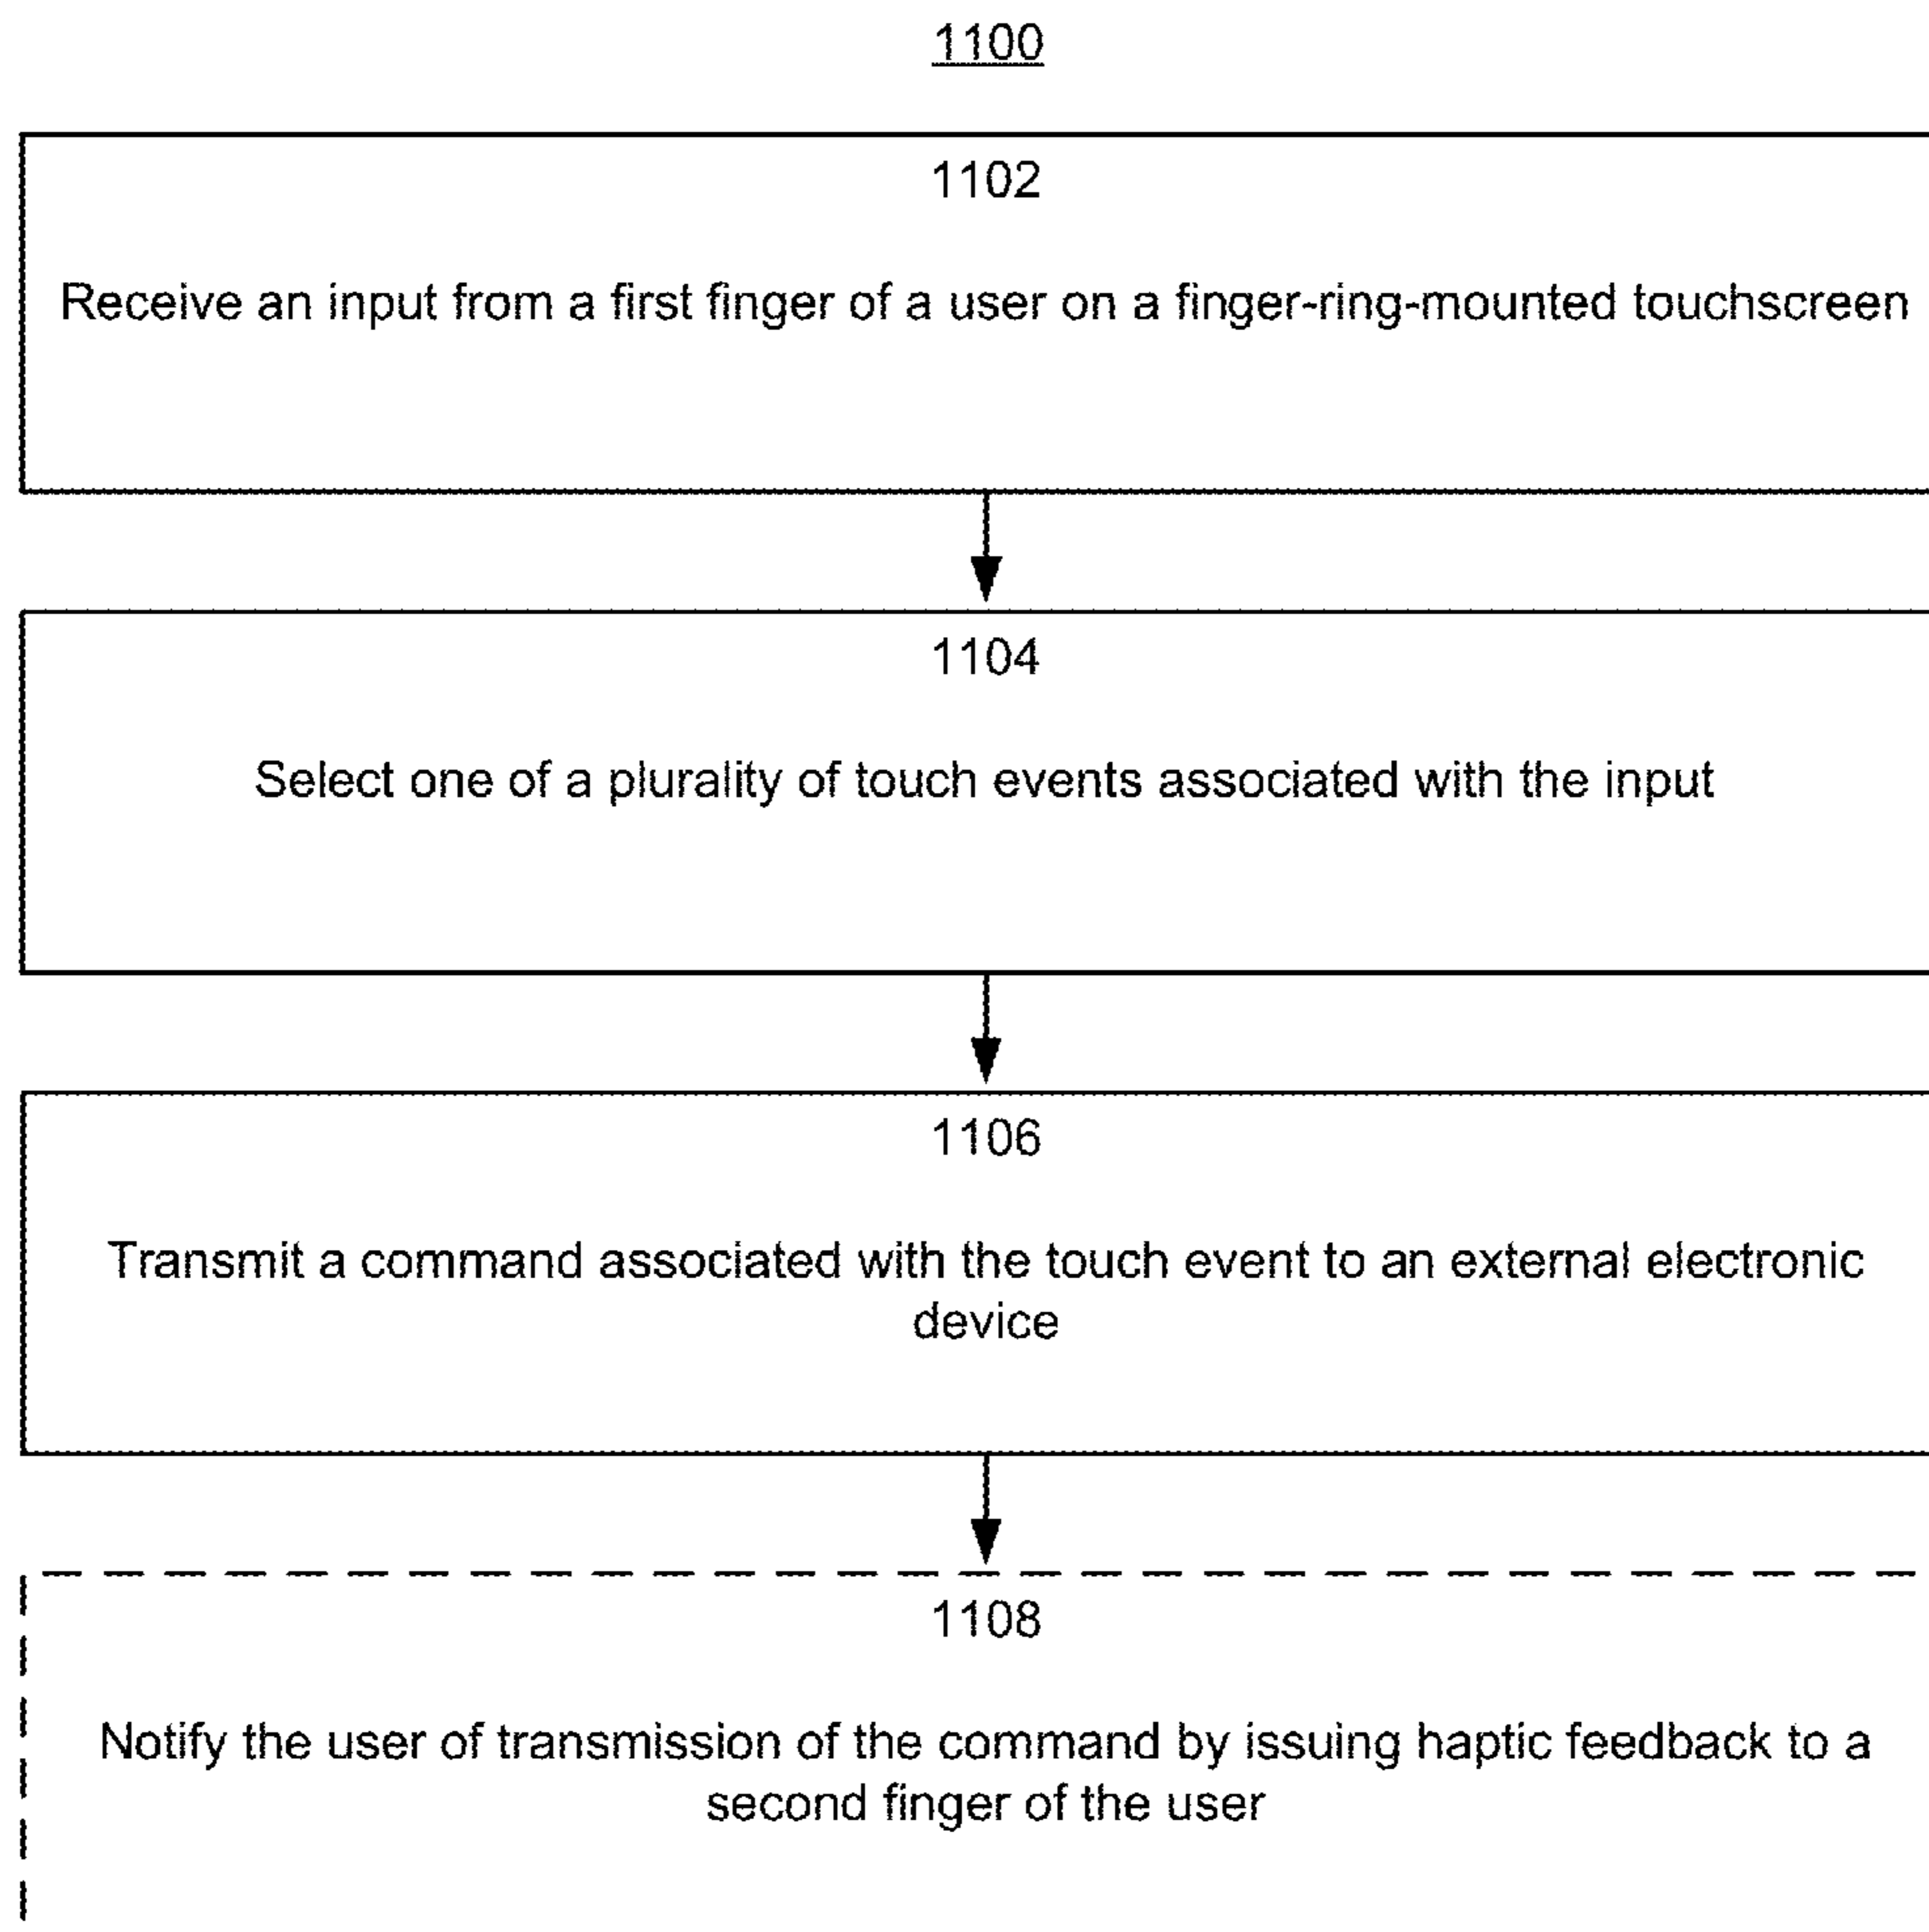 1100
1102
Receive an input from a first finger of a user on a finger-ring-mounted touchscreen
1104
Select one of a plurality of touch events associated with the input
1106
Transmit a command associated with the touch event to an external electronic
device
1108
Notify the user of transmission of the command by issuing haptic feedback to a
second finger of the user